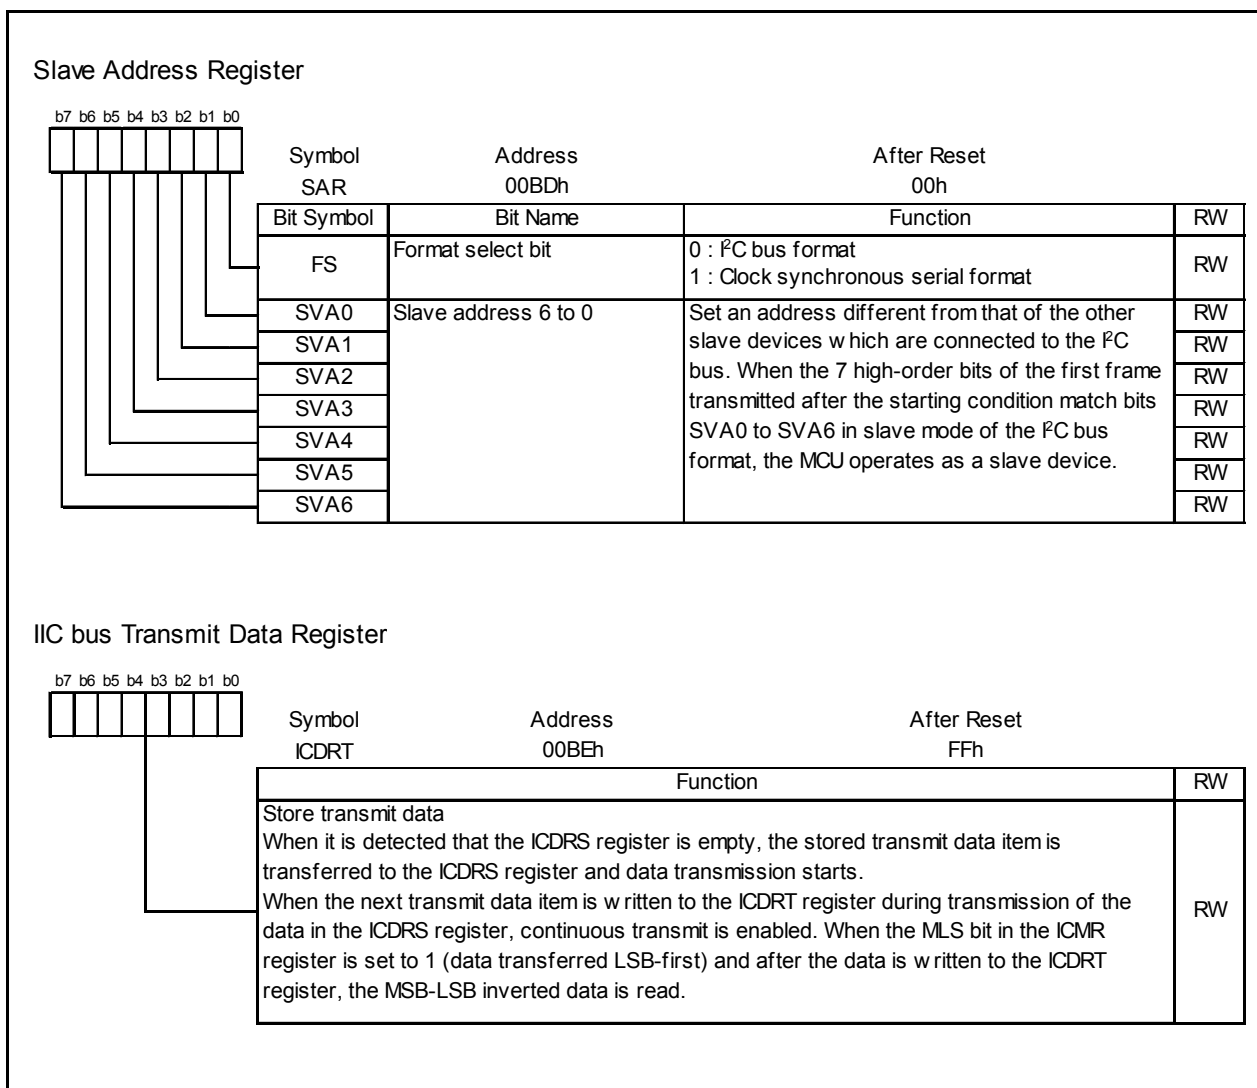 Slave Address Register
b7 b6 b5 b4 b3 b2 b1 b0
Symbol Address After Reset
SAR 00BDh 00h
Bit Symbol Bit Name Function RW
FS Format select bit 0 : I²C bus format
1 : Clock synchronous serial format RW
SVA0 Slave address 6 to 0 Set an address different from that of the other RW
SVA1 slave devices which are connected to the I²C RW
SVA2 bus. When the 7 high-order bits of the first frame RW
SVA3 transmitted after the starting condition match bits RW
SVA4 SVA0 to SVA6 in slave mode of the I²C bus RW
SVA5 format, the MCU operates as a slave device. RW
SVA6 RW
IIC bus Transmit Data Register
b7 b6 b5 b4 b3 b2 b1 b0
Symbol Address After Reset
ICDRT 00BEh FFh
Function RW
Store transmit data
When it is detected that the ICDRS register is empty, the stored transmit data item is
transferred to the ICDRS register and data transmission starts.
When the next transmit data item is written to the ICDRT register during transmission of the RW
data in the ICDRS register, continuous transmit is enabled. When the MLS bit in the ICMR
register is set to 1 (data transferred LSB-first) and after the data is written to the ICDRT
register, the MSB-LSB inverted data is read.